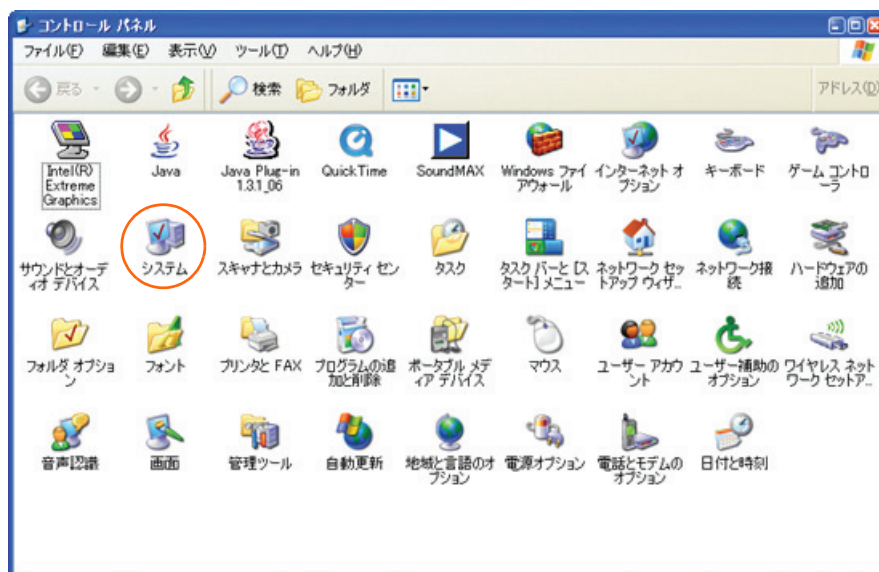 コントロール パネル
ファイル(F) 編集(E) 表示(V) ツール(T) ヘルプ(H)
戻る 検索 フォルダ アドレス(D)
Intel(R)
Extreme
Graphics
Java
Java Plug-in
1.3.1_06
QuickTime
SoundMAX
Windows ファイ
アウォール
インターネット オ
プション
キーボード
ゲーム コントロ
ーラ
サウンドとオーデ
ィオ デバイス
システム
スキャナとカメラ
セキュリティ セン
ター
タスク
タスク バーと [ス
タート] メニュー
ネットワーク セッ
トアップ ウィザ...
ネットワーク接
続
ハードウェアの
追加
フォルダ オプショ
ン
フォント
プリンタと FAX
プログラムの追
加と削除
ポータブル メデ
ィア デバイス
マウス
ユーザー アカウ
ント
ユーザー補助の
オプション
ワイヤレス ネット
ワーク セットア...
音声認識
画面
管理ツール
自動更新
地域と言語のオ
プション
電源オプション
電話とモデムの
オプション
日付と時刻